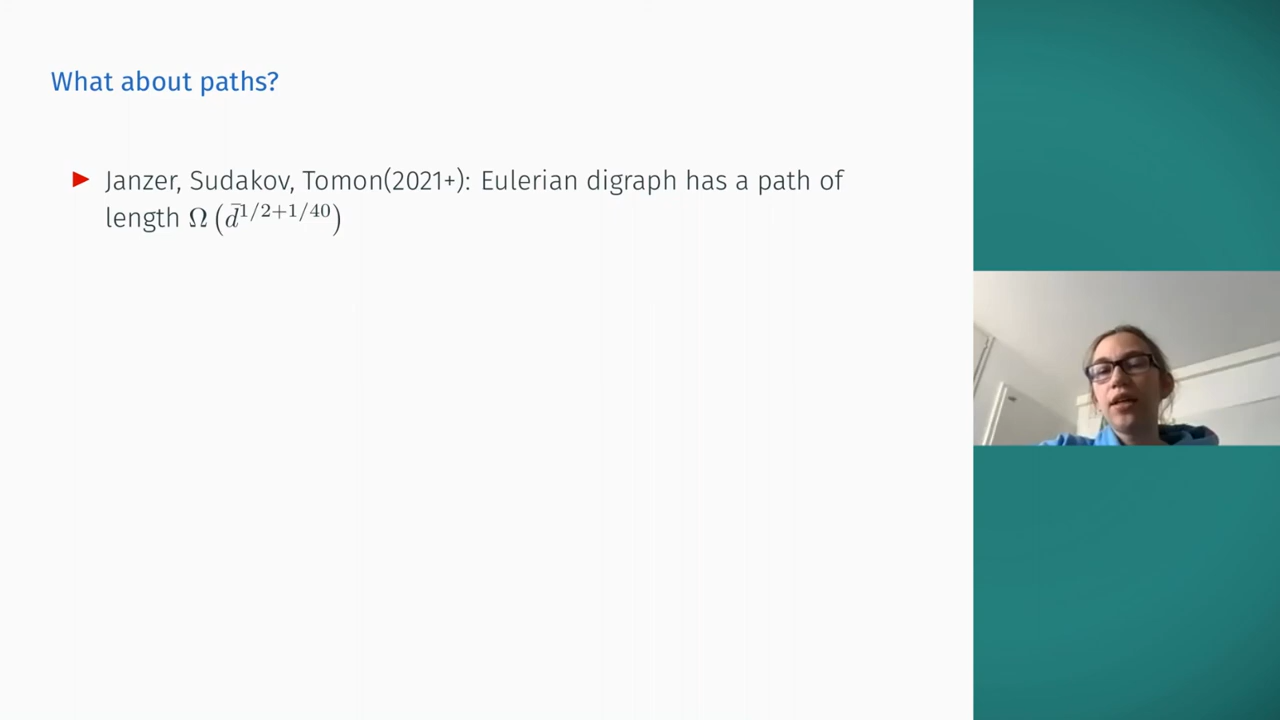 What about paths?
▶ Janzer, Sudakov, Tomon(2021+): Eulerian digraph has a path of
length Ω(d̄^{1/2+1/40})